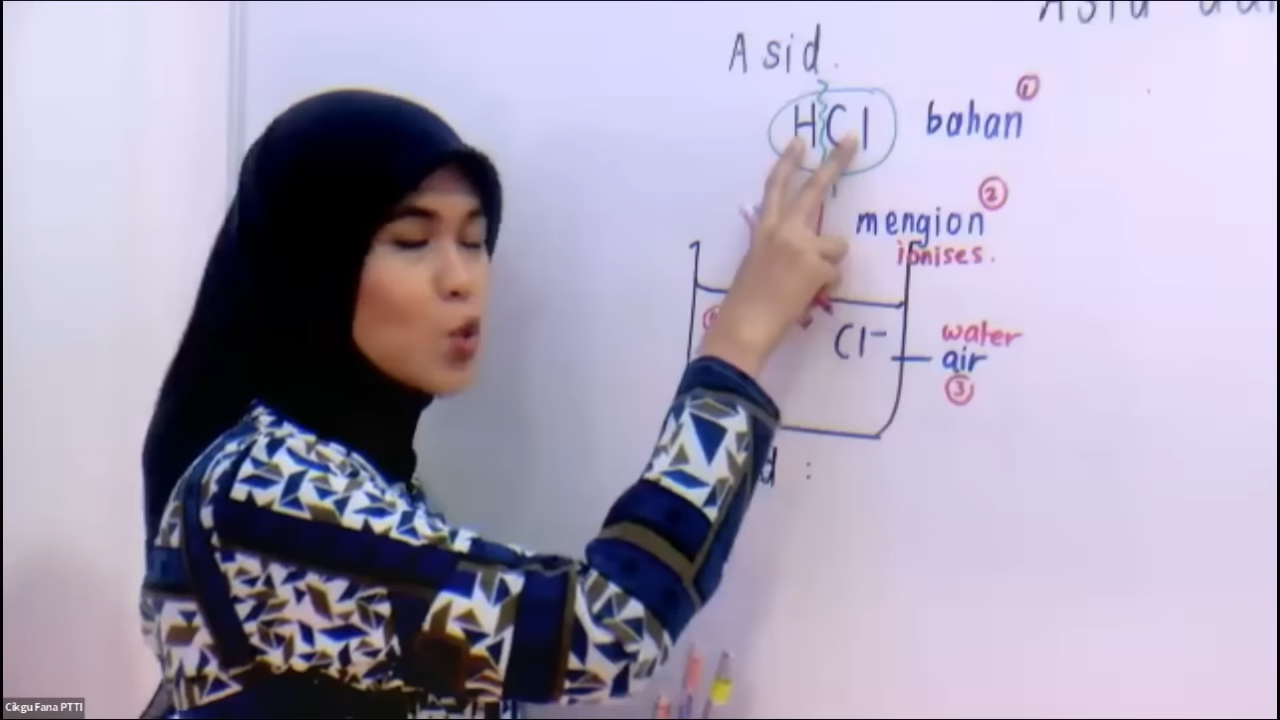 Asid.
HCl bahan ①
mengion ②
ionises.
Cl⁻
water
air
③
d :
Cikgu Fana PTTI